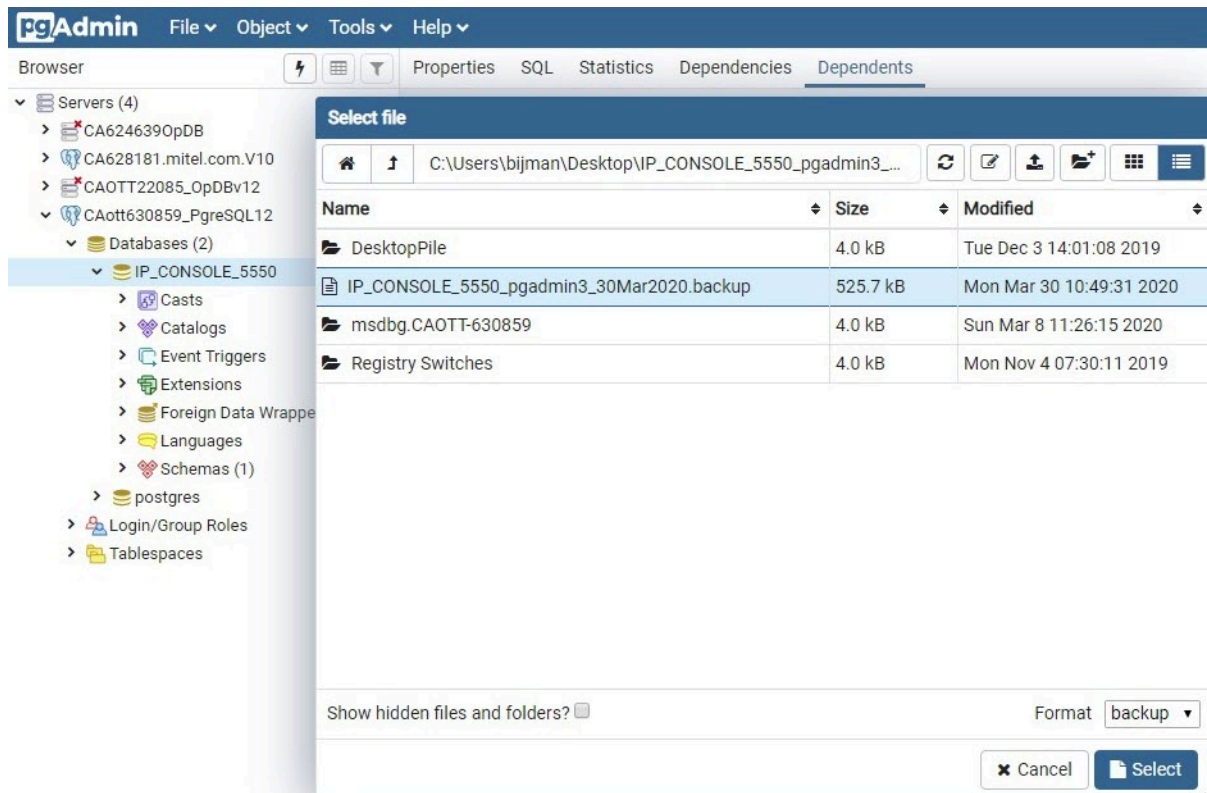 pgAdmin File Object Tools Help
Browser Properties SQL Statistics Dependencies Dependents
Servers (4)
CA624639OpDB
CA628181.mitel.com.V10
CAOTT22085_OpDBv12
CAott630859_PgreSQL12
Databases (2)
IP_CONSOLE_5550
Casts
Catalogs
Event Triggers
Extensions
Foreign Data Wrappe
Languages
Schemas (1)
postgres
Login/Group Roles
Tablespaces
Select file
C:\Users\bijman\Desktop\IP_CONSOLE_5550_pgadmin3_...
Name Size Modified
DesktopPile 4.0 kB Tue Dec 3 14:01:08 2019
IP_CONSOLE_5550_pgadmin3_30Mar2020.backup 525.7 kB Mon Mar 30 10:49:31 2020
msdbg.CAOTT-630859 4.0 kB Sun Mar 8 11:26:15 2020
Registry Switches 4.0 kB Mon Nov 4 07:30:11 2019
Show hidden files and folders? Format backup
Cancel Select